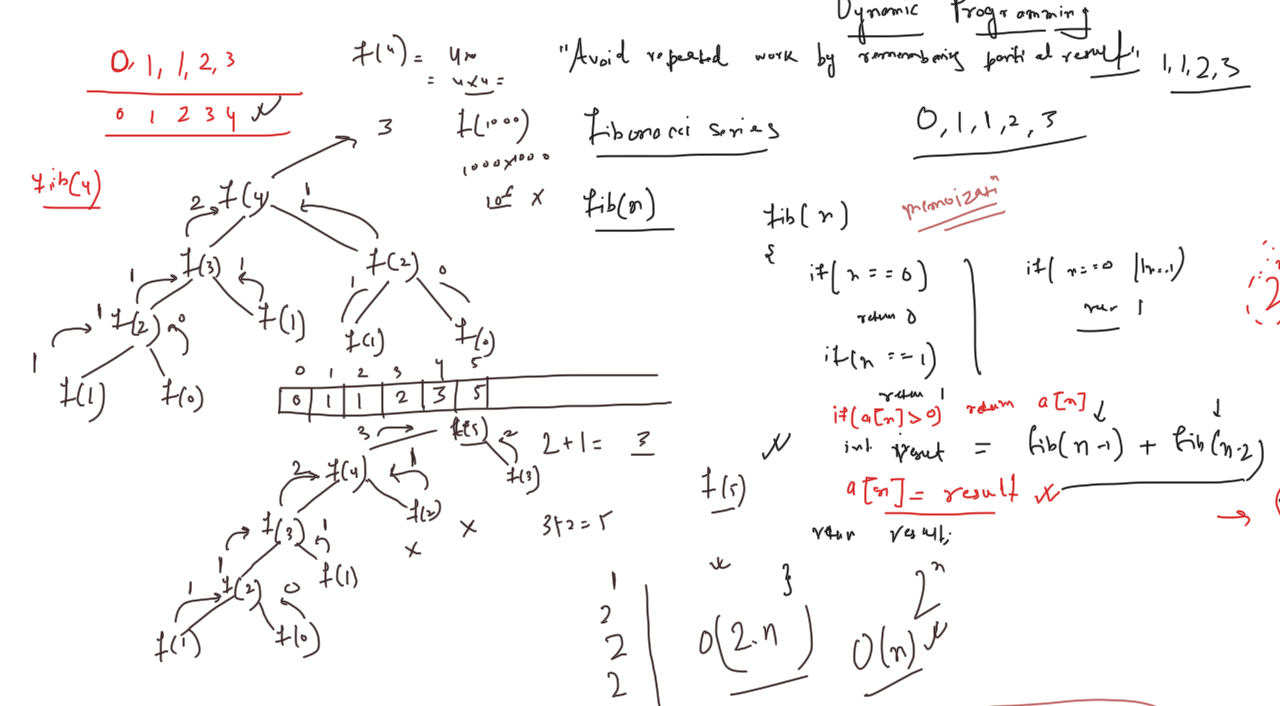 Dynamic Programming
"Avoid repeated work by remembering partial result"
1, 1, 2, 3
0, 1, 1, 2, 3
0 1 2 3 4
fib(4)
f(4) =
= 4x4 =
f(1000)
1000x1000
x
Fibonacci series
0, 1, 1, 2, 3
fib(n)
3
2 f(4) 1
1 f(3) 1
f(2) 0
1 1 f(2) 0
f(1)
1 f(1)
f(0)
f(1)
f(0)
0 1 2 3 4 5
0 1 1 2 3 5
3 f(5) 2
2 f(4) 1
f(3)
f(3) 1
f(2)
x x
1 f(2) 0
f(1)
1
f(1)
f(0)
2+1 = 3
3+2 = 5
f(5)
memoizati
fib(n)
{
if(n == 0)
return 0
if(n == 1)
return 1
if(a[n]>0) return a[n]
int result = fib(n-1) + fib(n-2)
a[n] = result
return result;
}
if( n==0 ||n==1)
1
1
2
2
2
O(2.n)
2ⁿ
O(n)